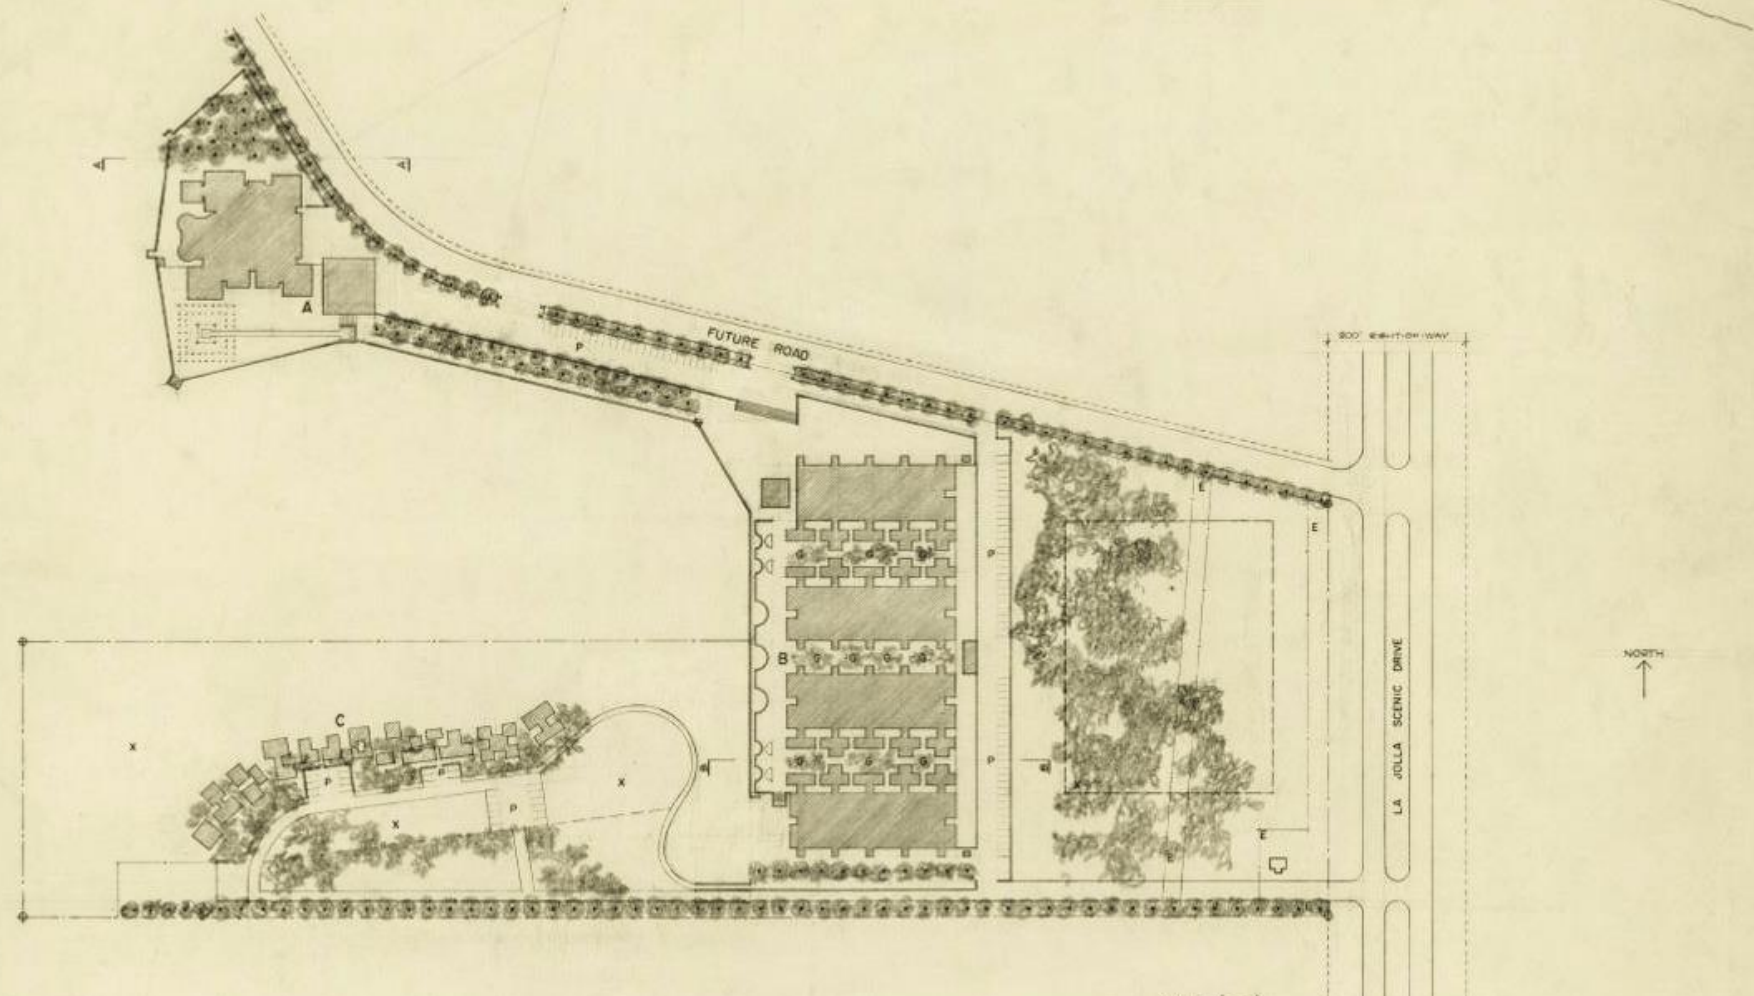 A
A
A
P
FUTURE ROAD
200' RIGHT-OF-WAY
E
E
G G G
P
LA JOLLA SCENIC DRIVE
NORTH
B
G G G G
C
X
P
P
X
B
G G G
P
B
X
P
X
E
E